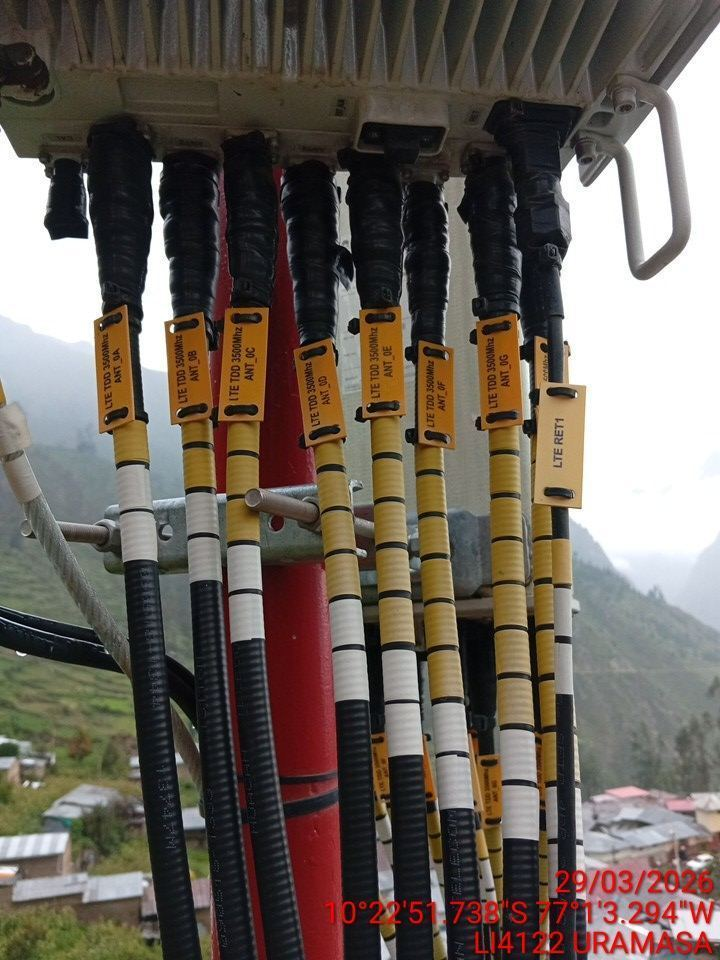 LTE TDD 3500Mhz
ANT_0A
LTE TDD 3500Mhz
ANT_0B
LTE TDD 3500Mhz
ANT_0C
LTE TDD 3500Mhz
ANT_0D
LTE TDD 3500Mhz
ANT_0E
LTE TDD 3500Mhz
ANT_0F
LTE TDD 3500Mhz
ANT_0G
LTE RET1
29/03/2026
10°22'51.738"S 77°1'3.294"W
LI4122 URAMASA